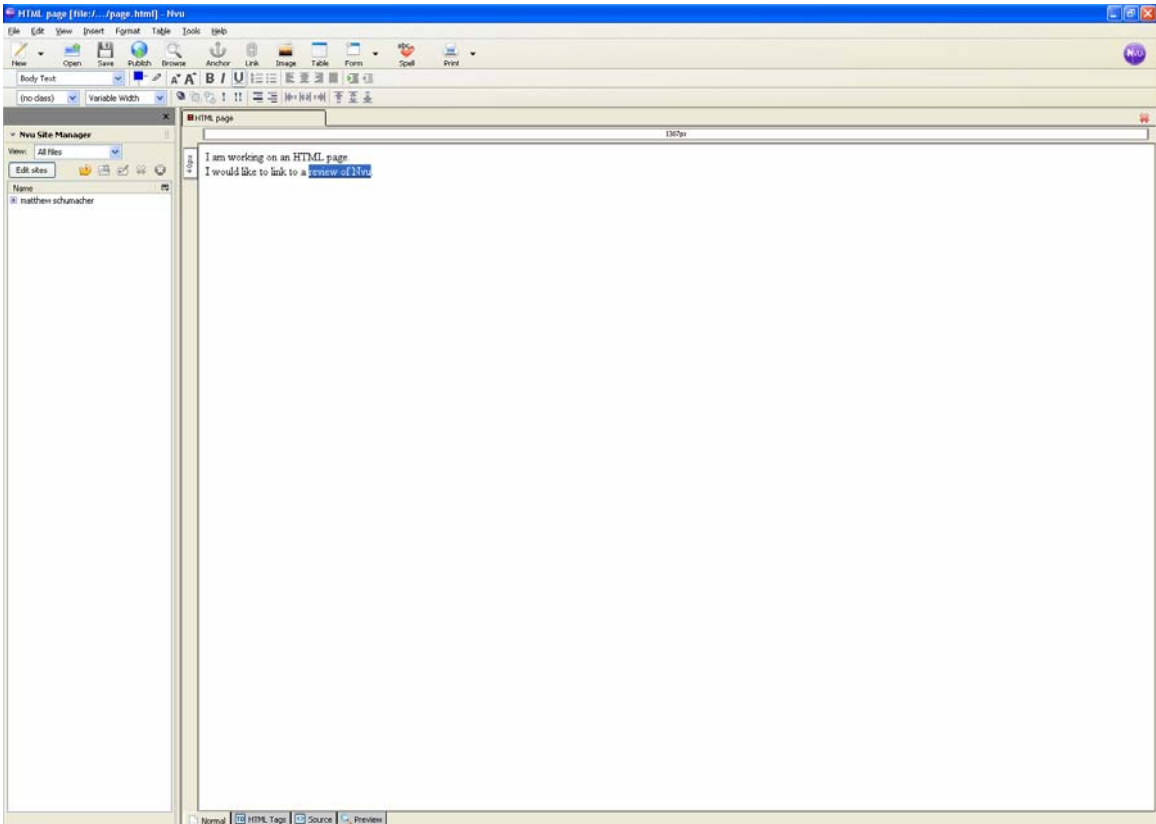 HTML page [file:/.../page.html] - Nvu
File Edit View Insert Format Table Tools Help
New Open Save Publish Browse Anchor Link Image Table Form Spell Print
Nvu
Body Text
(no class) Variable Width
HTML page
Nvu Site Manager
1307px
View: All files
40px
I am working on an HTML page
I would like to link to a review of Nvu
Edit sites
Name
matthew schumacher
Normal HTML Tags Source Preview